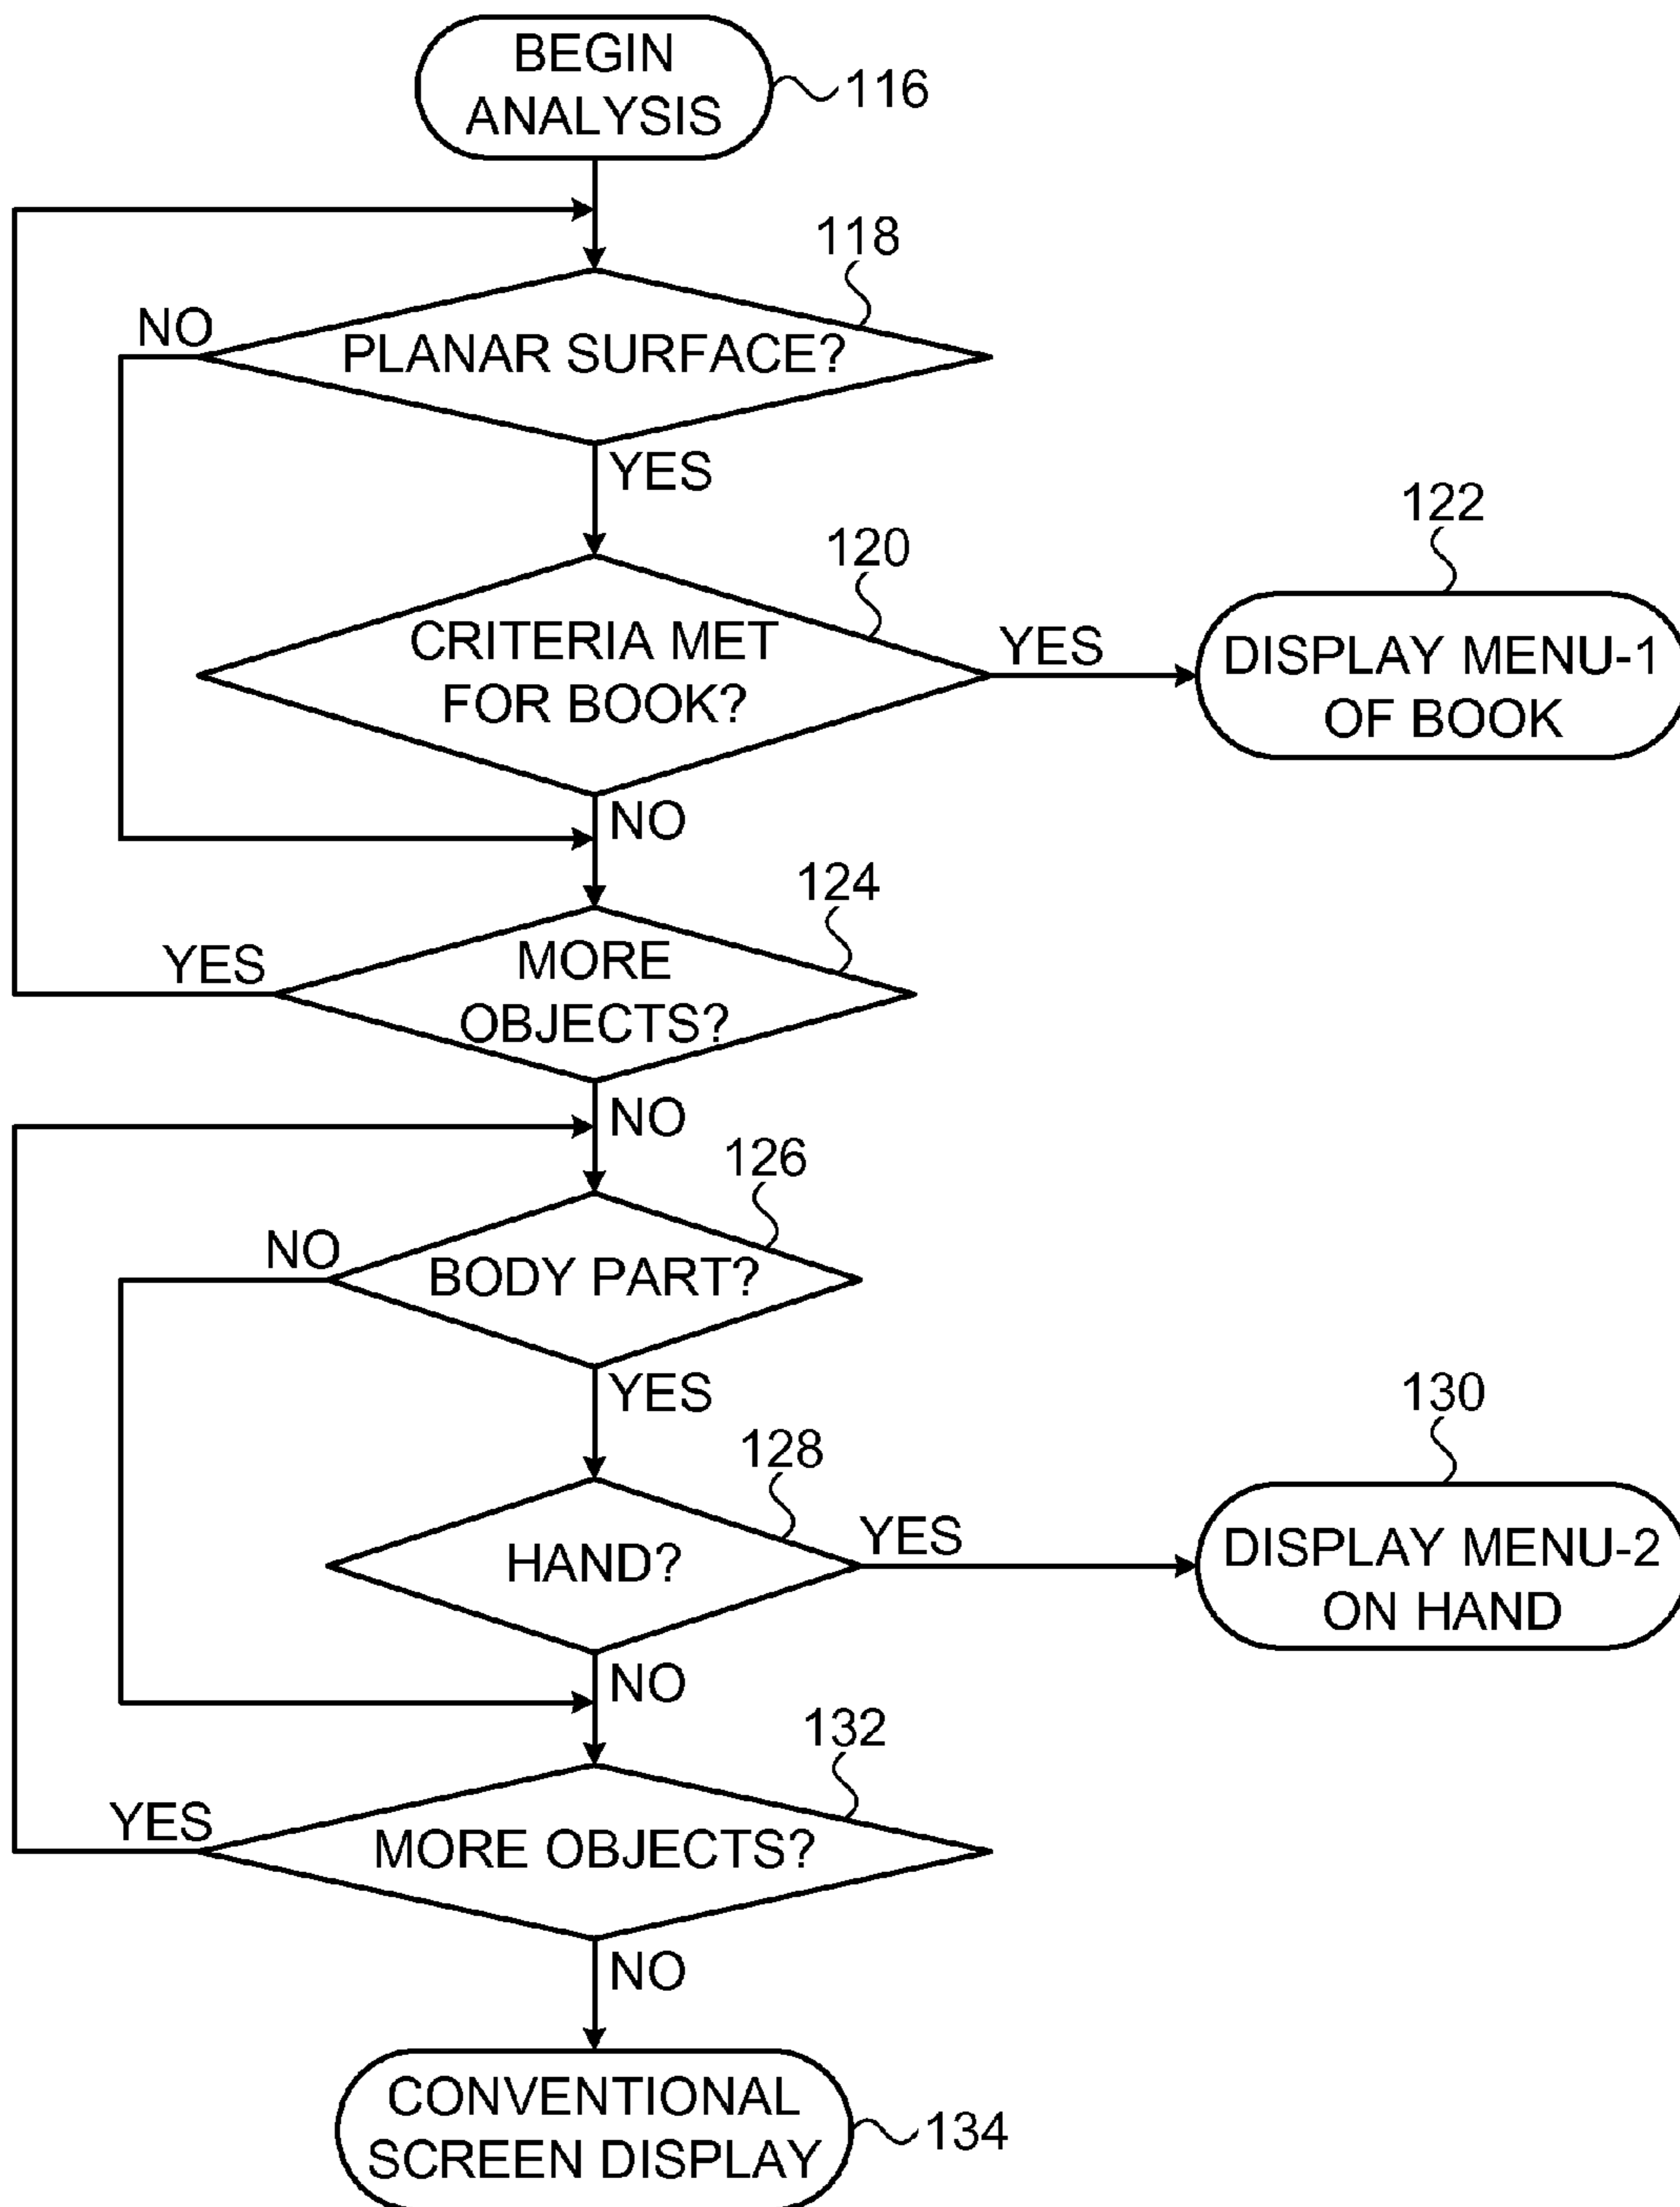 BEGIN
ANALYSIS
116
118
NO
PLANAR SURFACE?
YES
120
122
CRITERIA MET
FOR BOOK?
YES
DISPLAY MENU-1
OF BOOK
NO
124
YES
MORE
OBJECTS?
NO
126
NO
BODY PART?
YES
128
130
HAND?
YES
DISPLAY MENU-2
ON HAND
NO
132
YES
MORE OBJECTS?
NO
CONVENTIONAL
SCREEN DISPLAY
134